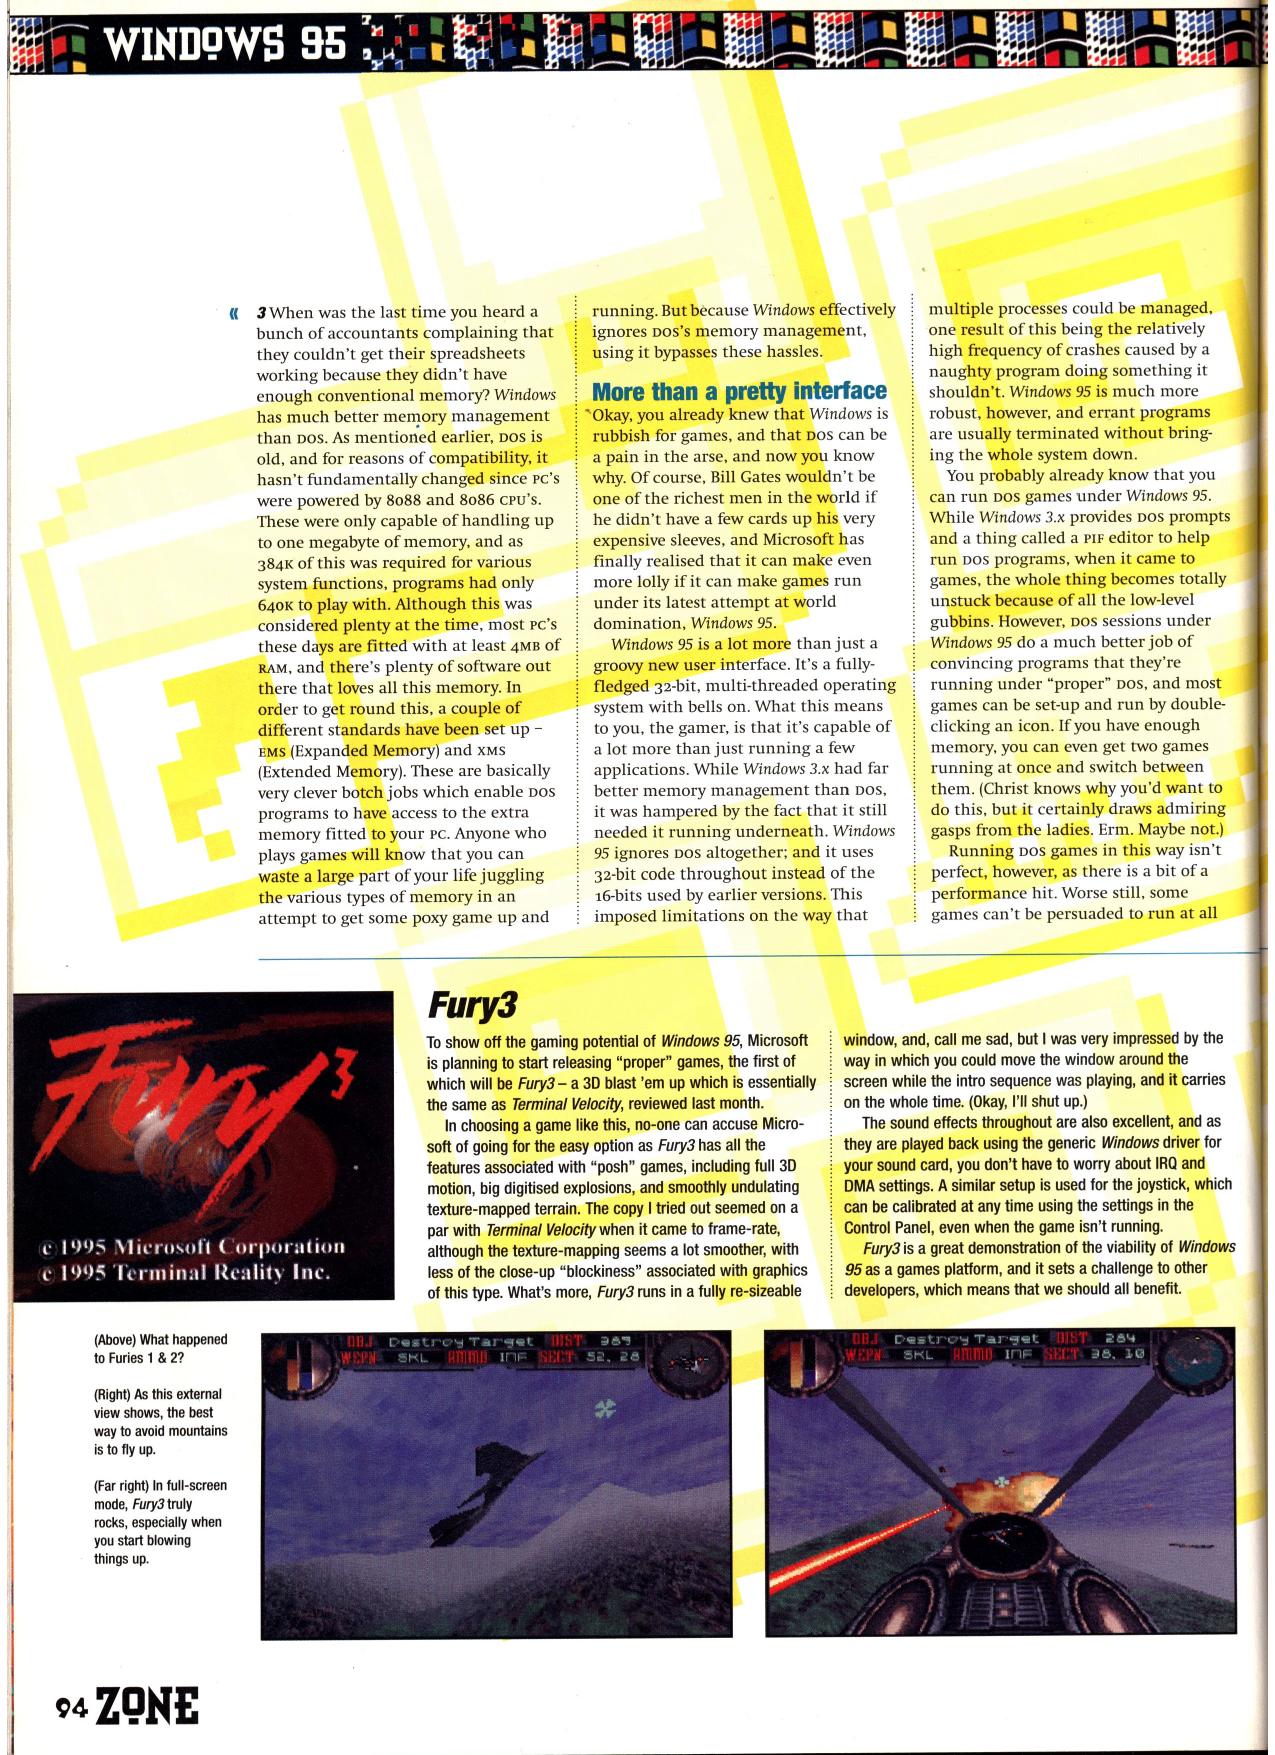 WINDOWS 95
« 3 When was the last time you heard a
bunch of accountants complaining that
they couldn't get their spreadsheets
working because they didn't have
enough conventional memory? Windows
has much better memory management
than DOS. As mentioned earlier, DOS is
old, and for reasons of compatibility, it
hasn't fundamentally changed since PC's
were powered by 8088 and 8086 CPU's.
These were only capable of handling up
to one megabyte of memory, and as
384K of this was required for various
system functions, programs had only
640K to play with. Although this was
considered plenty at the time, most PC's
these days are fitted with at least 4MB of
RAM, and there's plenty of software out
there that loves all this memory. In
order to get round this, a couple of
different standards have been set up –
EMS (Expanded Memory) and XMS
(Extended Memory). These are basically
very clever botch jobs which enable DOS
programs to have access to the extra
memory fitted to your PC. Anyone who
plays games will know that you can
waste a large part of your life juggling
the various types of memory in an
attempt to get some poxy game up and
running. But because Windows effectively
ignores DOS's memory management,
using it bypasses these hassles.
More than a pretty interface
Okay, you already knew that Windows is
rubbish for games, and that DOS can be
a pain in the arse, and now you know
why. Of course, Bill Gates wouldn't be
one of the richest men in the world if
he didn't have a few cards up his very
expensive sleeves, and Microsoft has
finally realised that it can make even
more lolly if it can make games run
under its latest attempt at world
domination, Windows 95.
Windows 95 is a lot more than just a
groovy new user interface. It's a fully-
fledged 32-bit, multi-threaded operating
system with bells on. What this means
to you, the gamer, is that it's capable of
a lot more than just running a few
applications. While Windows 3.x had far
better memory management than DOS,
it was hampered by the fact that it still
needed it running underneath. Windows
95 ignores DOS altogether; and it uses
32-bit code throughout instead of the
16-bits used by earlier versions. This
imposed limitations on the way that
multiple processes could be managed,
one result of this being the relatively
high frequency of crashes caused by a
naughty program doing something it
shouldn't. Windows 95 is much more
robust, however, and errant programs
are usually terminated without bring-
ing the whole system down.
You probably already know that you
can run DOS games under Windows 95.
While Windows 3.x provides DOS prompts
and a thing called a PIF editor to help
run DOS programs, when it came to
games, the whole thing becomes totally
unstuck because of all the low-level
gubbins. However, DOS sessions under
Windows 95 do a much better job of
convincing programs that they're
running under "proper" DOS, and most
games can be set-up and run by double-
clicking an icon. If you have enough
memory, you can even get two games
running at once and switch between
them. (Christ knows why you'd want to
do this, but it certainly draws admiring
gasps from the ladies. Erm. Maybe not.)
Running DOS games in this way isn't
perfect, however, as there is a bit of a
performance hit. Worse still, some
games can't be persuaded to run at all
Fury3
©1995 Microsoft Corporation
©1995 Terminal Reality Inc.
Fury3
To show off the gaming potential of Windows 95, Microsoft
is planning to start releasing "proper" games, the first of
which will be Fury3 – a 3D blast 'em up which is essentially
the same as Terminal Velocity, reviewed last month.
In choosing a game like this, no-one can accuse Micro-
soft of going for the easy option as Fury3 has all the
features associated with "posh" games, including full 3D
motion, big digitised explosions, and smoothly undulating
texture-mapped terrain. The copy I tried out seemed on a
par with Terminal Velocity when it came to frame-rate,
although the texture-mapping seems a lot smoother, with
less of the close-up "blockiness" associated with graphics
of this type. What's more, Fury3 runs in a fully re-sizeable
window, and, call me sad, but I was very impressed by the
way in which you could move the window around the
screen while the intro sequence was playing, and it carries
on the whole time. (Okay, I'll shut up.)
The sound effects throughout are also excellent, and as
they are played back using the generic Windows driver for
your sound card, you don't have to worry about IRQ and
DMA settings. A similar setup is used for the joystick, which
can be calibrated at any time using the settings in the
Control Panel, even when the game isn't running.
Fury3 is a great demonstration of the viability of Windows
95 as a games platform, and it sets a challenge to other
developers, which means that we should all benefit.
(Above) What happened
to Furies 1 & 2?
(Right) As this external
view shows, the best
way to avoid mountains
is to fly up.
(Far right) In full-screen
mode, Fury3 truly
rocks, especially when
you start blowing
things up.
OBJ Destroy Target DIST 389
WEPN SKL AMMO INF SECT 52, 28
OBJ Destroy Target DIST 284
WEPN SKL AMMO INF SECT 38, 10
94 ZONE